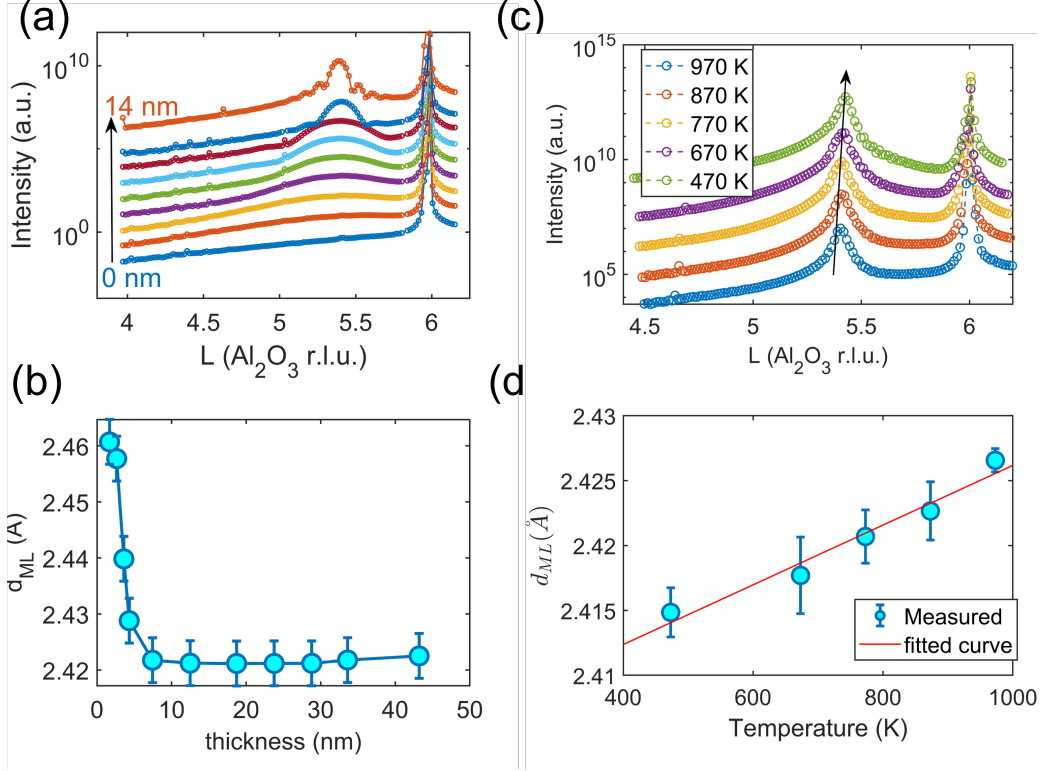 (a)
10^10
10^0
Intensity (a.u.)
14 nm
0 nm
4 4.5 5 5.5 6
L (Al₂O₃ r.l.u.)
(c)
10^15
10^10
10^5
Intensity (a.u.)
970 K
870 K
770 K
670 K
470 K
4.5 5 5.5 6
L (Al₂O₃ r.l.u.)
(b)
2.46
2.45
2.44
2.43
2.42
d_ML (A)
0 10 20 30 40 50
thickness (nm)
(d
2.43
2.425
2.42
2.415
2.41
d_ML(Å)
Measured
fitted curve
400 600 800 1000
Temperature (K)